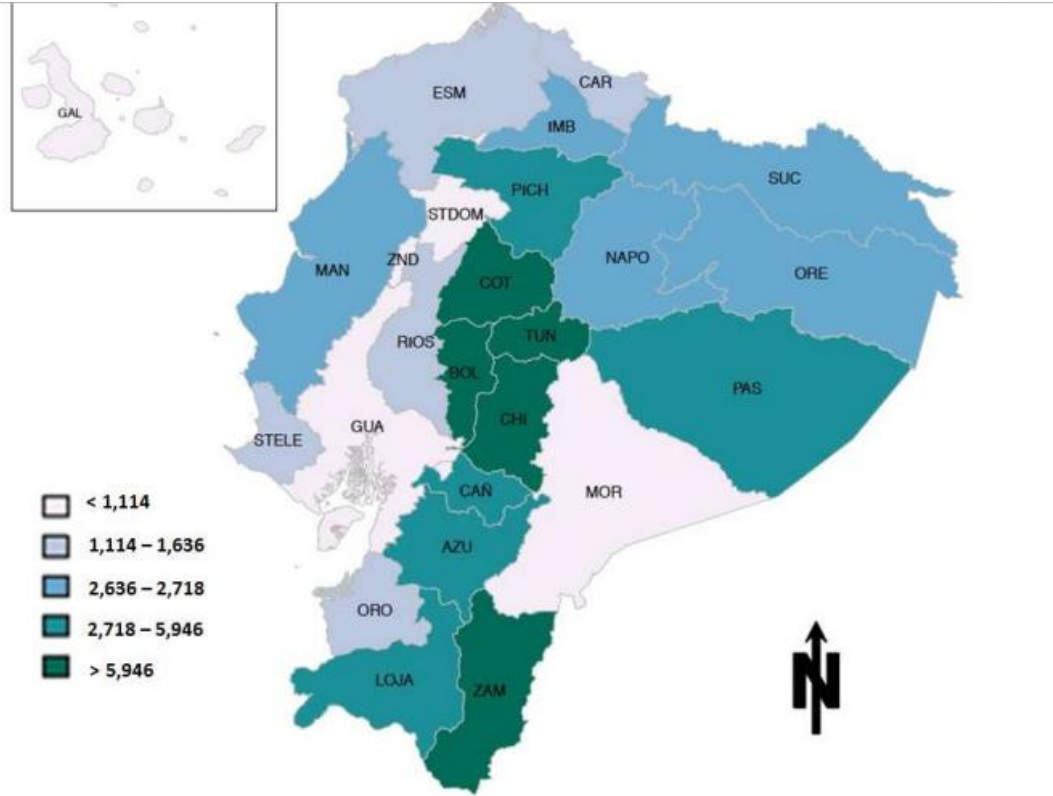 GAL
ESM
CAR
IMB
PICH
SUC
STDOM
MAN
ZND
COT
NAPO
ORE
RIOS
TUN
BOL
PAS
CHI
STELE
GUA
CAÑ
MOR
AZU
ORO
LOJA
ZAM
< 1,114
1,114 – 1,636
2,636 – 2,718
2,718 – 5,946
> 5,946
N